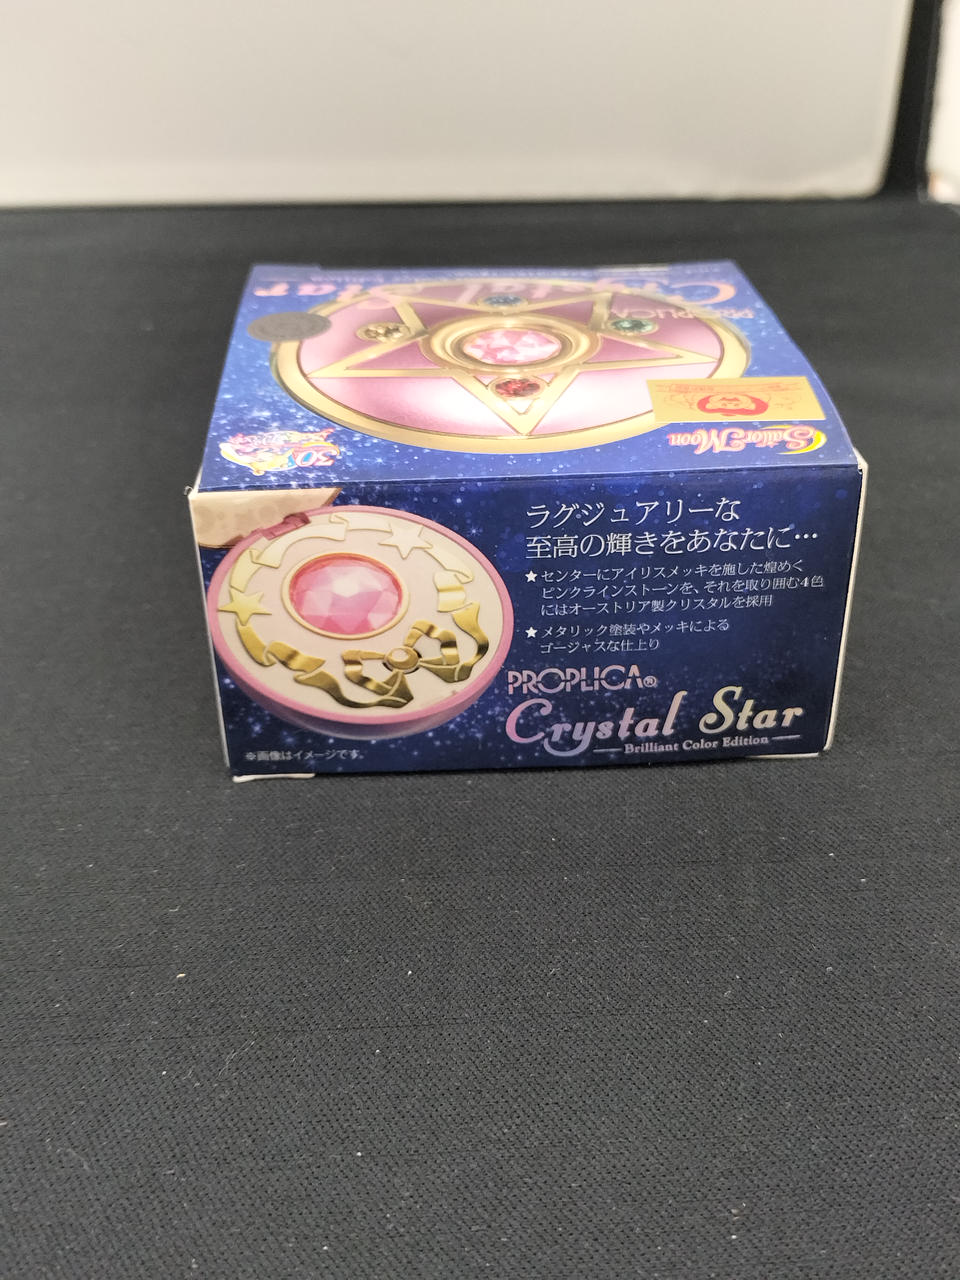 Crystal Star
PROPLICA
Sailor Moon
30
ラグジュアリーな
至高の輝きをあなたに…
★ センターにアイリスメッキを施した煌めく
ピンクラインストーンを、それを取り囲む4色
にはオーストリア製クリスタルを採用
★ メタリック塗装やメッキによる
ゴージャスな仕上り
PROPLICA®
Crystal Star
Brilliant Color Edition
※画像はイメージです。